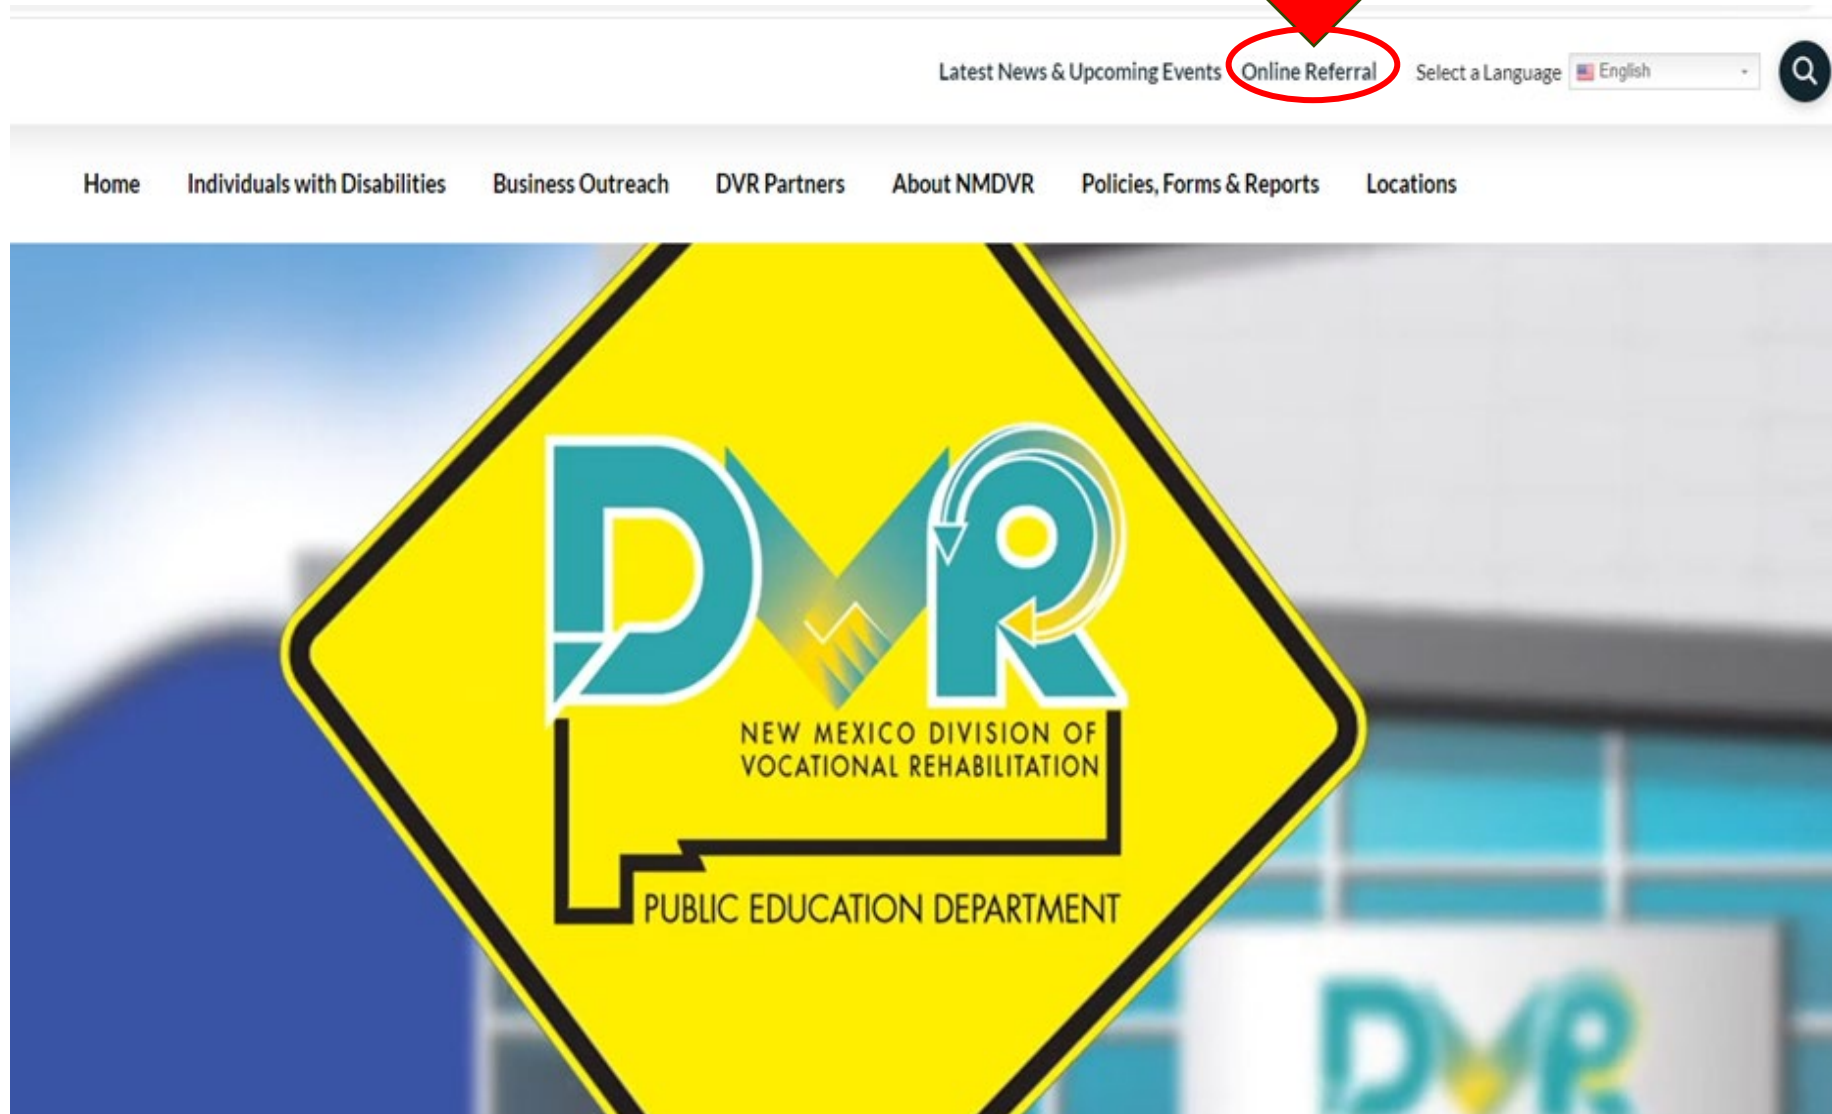 Latest News & Upcoming Events Online Referral Select a Language English
Home Individuals with Disabilities Business Outreach DVR Partners About NMDVR Policies, Forms & Reports Locations
DVR
NEW MEXICO DIVISION OF
VOCATIONAL REHABILITATION
PUBLIC EDUCATION DEPARTMENT
DVR